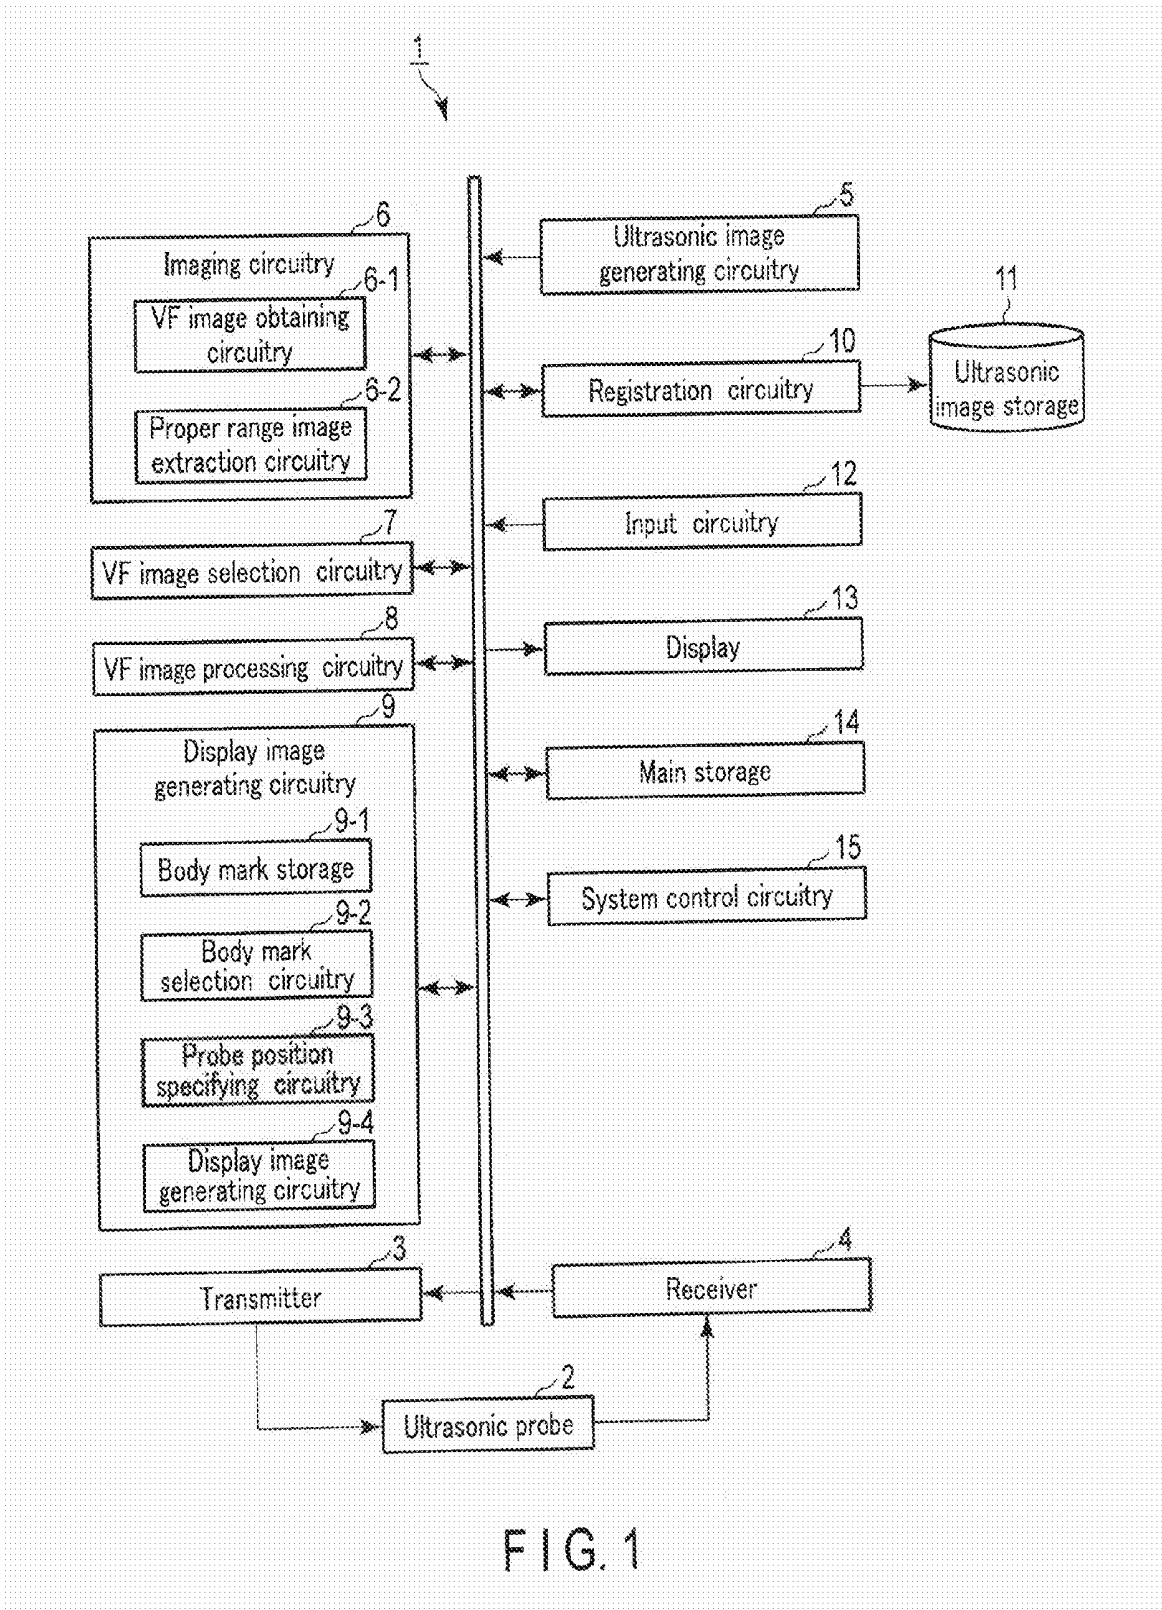 1
6
Imaging circuitry
6-1
VF image obtaining
circuitry
6-2
Proper range image
extraction circuitry
7
VF image selection circuitry
8
VF image processing circuitry
9
Display image
generating circuitry
9-1
Body mark storage
9-2
Body mark
selection circuitry
9-3
Probe position
specifying circuitry
9-4
Display image
generating circuitry
3
Transmitter
5
Ultrasonic image
generating circuitry
10
Registration circuitry
11
Ultrasonic
image storage
12
Input circuitry
13
Display
14
Main storage
15
System control circuitry
4
Receiver
2
Ultrasonic probe
FIG. 1